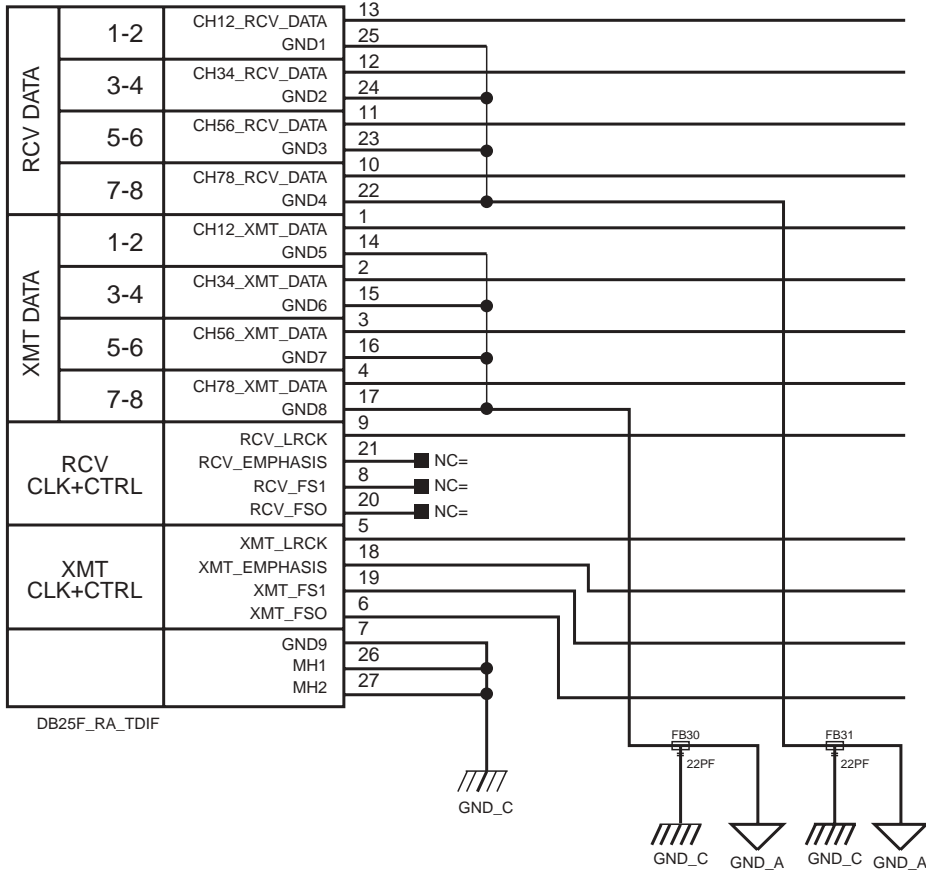 RCV DATA
1-2
CH12_RCV_DATA
13
GND1
25
3-4
CH34_RCV_DATA
12
GND2
24
5-6
CH56_RCV_DATA
11
GND3
23
7-8
CH78_RCV_DATA
10
GND4
22
XMT DATA
1-2
CH12_XMT_DATA
1
GND5
14
3-4
CH34_XMT_DATA
2
GND6
15
5-6
CH56_XMT_DATA
3
GND7
16
7-8
CH78_XMT_DATA
4
GND8
17
RCV
CLK+CTRL
RCV_LRCK
9
RCV_EMPHASIS
21
NC=
RCV_FS1
8
NC=
RCV_FSO
20
NC=
XMT
CLK+CTRL
XMT_LRCK
5
XMT_EMPHASIS
18
XMT_FS1
19
XMT_FSO
6
GND9
7
MH1
26
MH2
27
DB25F_RA_TDIF
FB30
22PF
FB31
22PF
GND_C
GND_C
GND_A
GND_C
GND_A